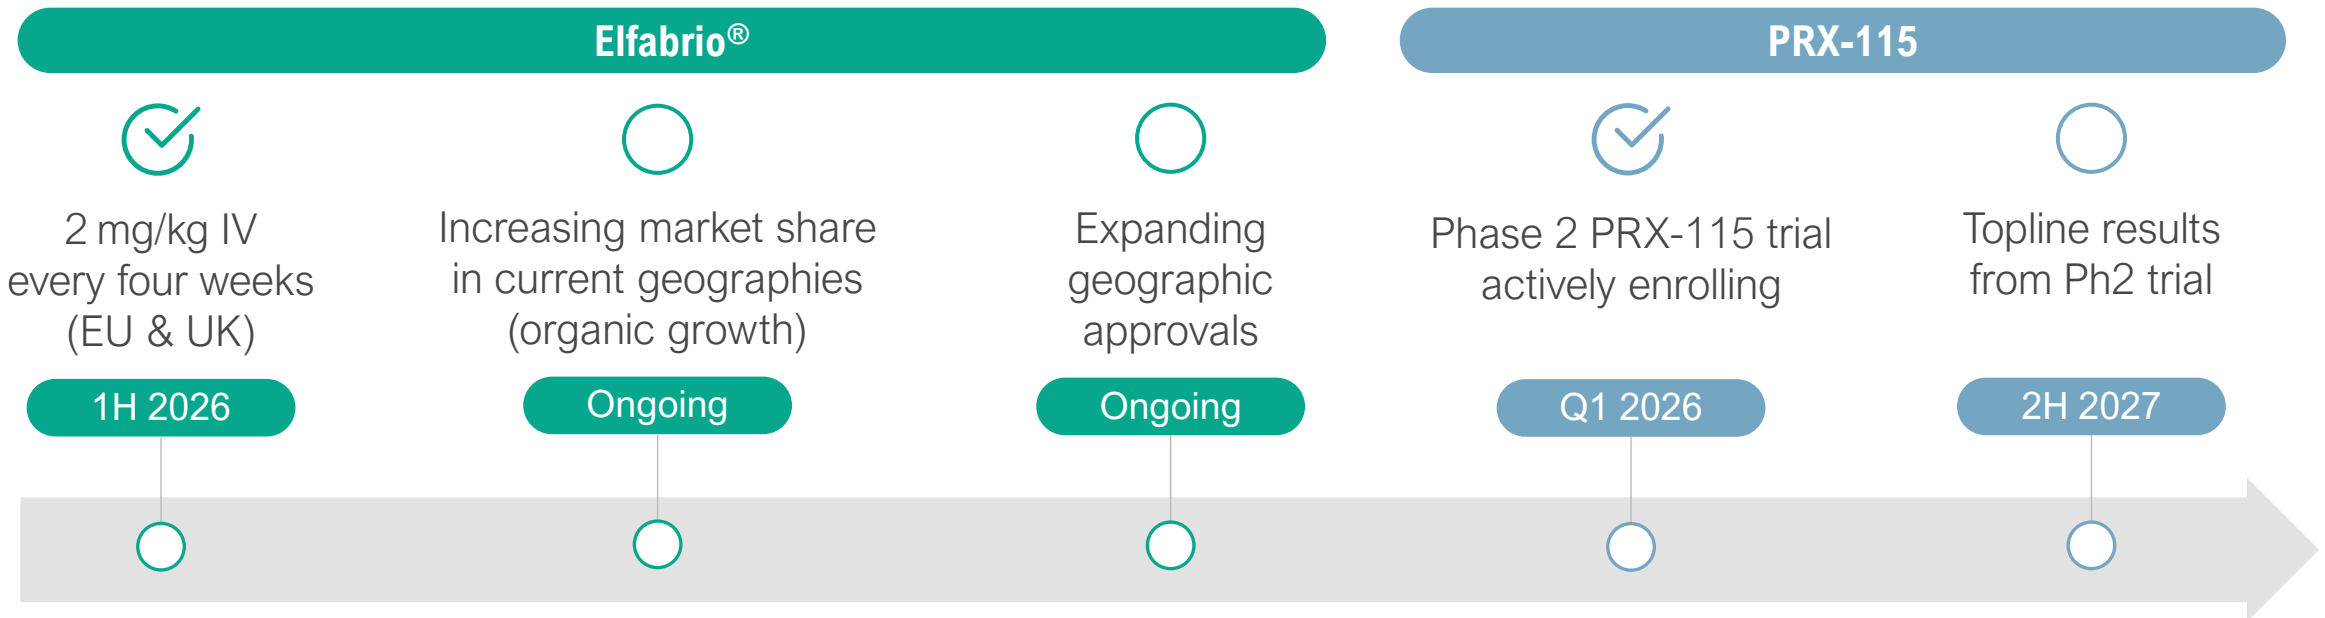 Elfabrio®
2 mg/kg IV
every four weeks
(EU & UK)
1H 2026
Increasing market share
in current geographies
(organic growth)
Ongoing
Expanding
geographic
approvals
Ongoing
PRX-115
Phase 2 PRX-115 trial
actively enrolling
Q1 2026
Topline results
from Ph2 trial
2H 2027